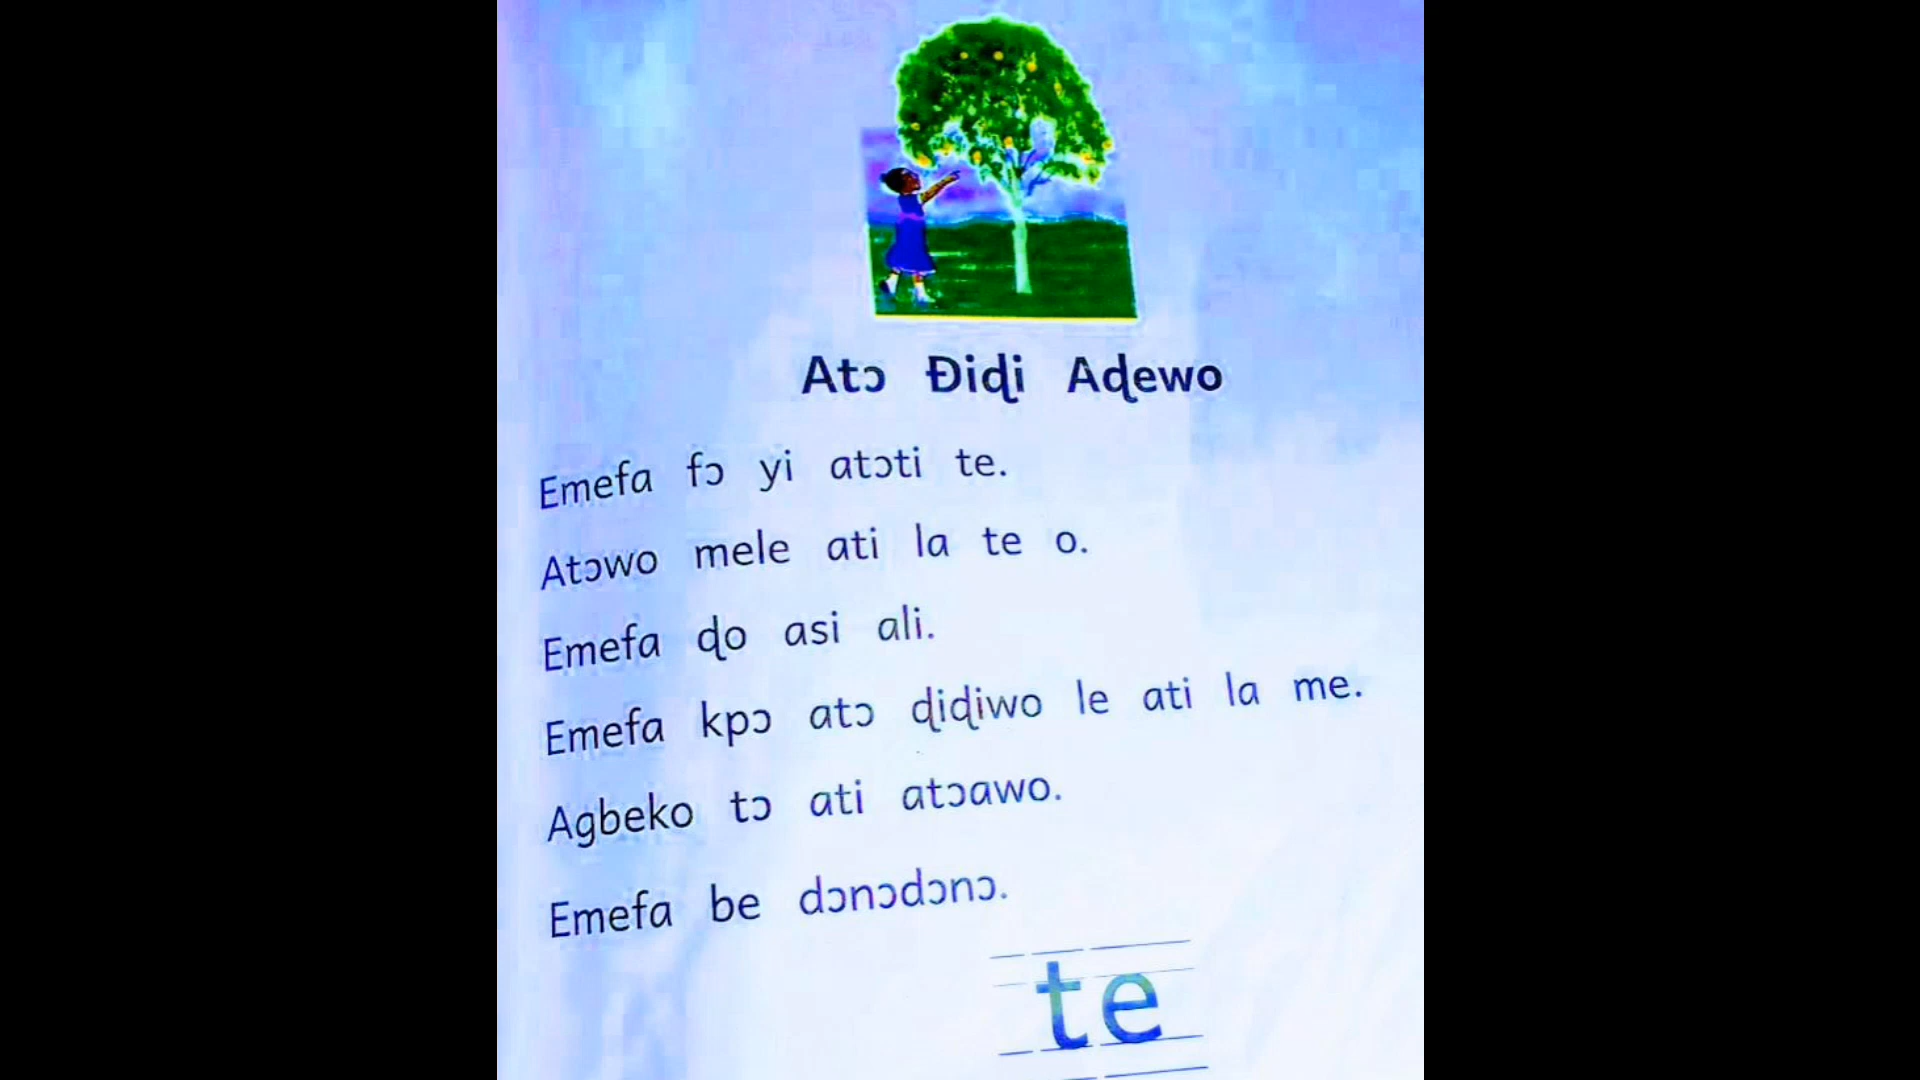 Atɔ Ɖiɖi Aɖewo
Emefa fɔ yi atɔti te.
Atɔwo mele ati la te o.
Emefa ɖo asi ali.
Emefa kpɔ atɔ ɖiɖiwo le ati la me.
Agbeko tɔ ati atɔawo.
Emefa be dɔnɔdɔnɔ.
te